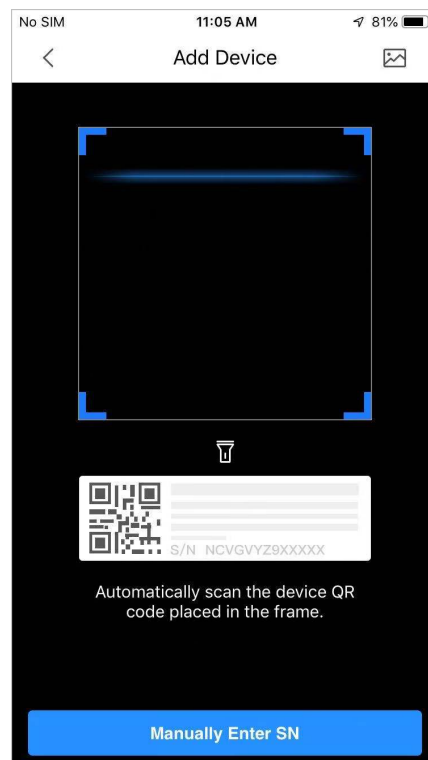 No SIM 11:05 AM 81%
Add Device
S/N NCVGVYZ9XXXXX
Automatically scan the device QR
code placed in the frame.
Manually Enter SN